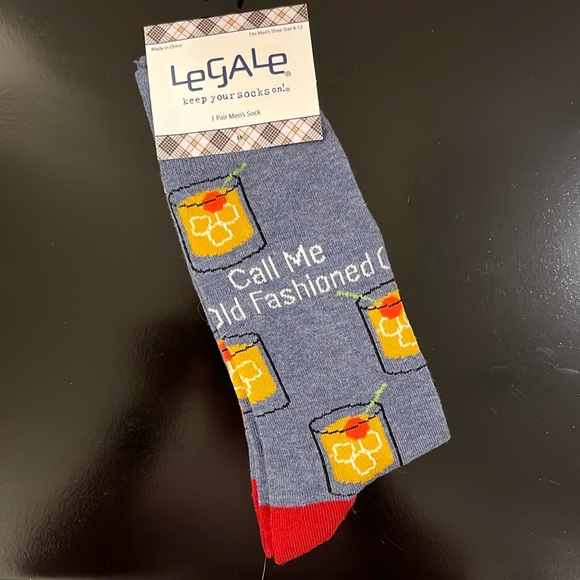 Made in China
Fits Men's Shoe Size 6-12
LeGALe®
keep your socks on!®
1 Pair Men's Sock
Call Me
Old Fashioned